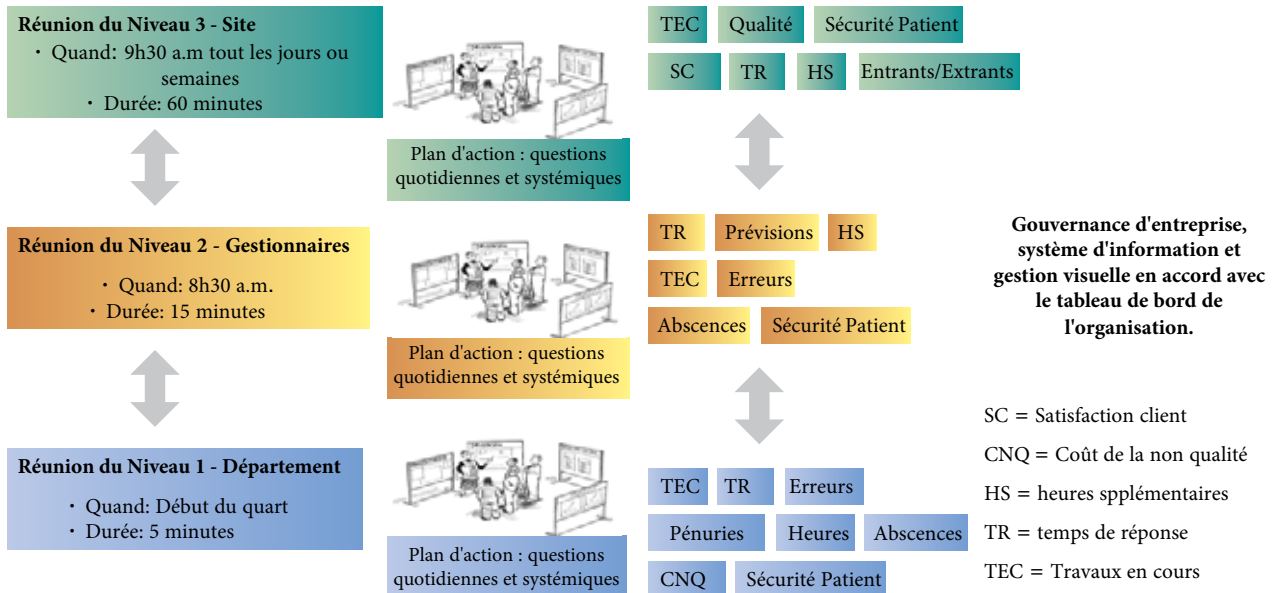 Réunion du Niveau 3 - Site
· Quand: 9h30 a.m tout les jours ou
semaines
· Durée: 60 minutes
Plan d'action : questions
quotidiennes et systémiques
TEC Qualité Sécurité Patient
SC TR HS Entrants/Extrants
Réunion du Niveau 2 - Gestionnaires
· Quand: 8h30 a.m.
· Durée: 15 minutes
Plan d'action : questions
quotidiennes et systémiques
TR Prévisions HS
TEC Erreurs
Abscences Sécurité Patient
Gouvernance d'entreprise,
système d'information et
gestion visuelle en accord avec
le tableau de bord de
l'organisation.
Réunion du Niveau 1 - Département
· Quand: Début du quart
· Durée: 5 minutes
Plan d'action : questions
quotidiennes et systémiques
TEC TR Erreurs
Pénuries Heures Abscences
CNQ Sécurité Patient
SC = Satisfaction client
CNQ = Coût de la non qualité
HS = heures spplémentaires
TR = temps de réponse
TEC = Travaux en cours